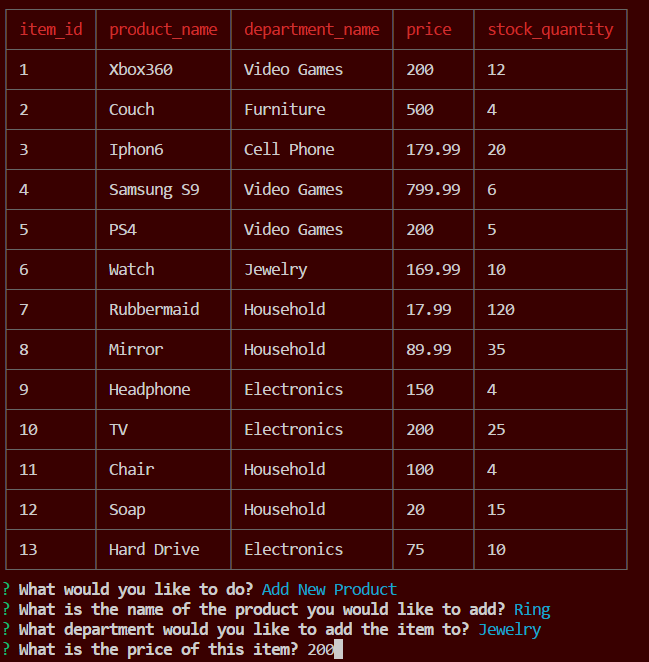 item_id product_name department_name price stock_quantity
1 Xbox360 Video Games 200 12
2 Couch Furniture 500 4
3 Iphon6 Cell Phone 179.99 20
4 Samsung S9 Video Games 799.99 6
5 PS4 Video Games 200 5
6 Watch Jewelry 169.99 10
7 Rubbermaid Household 17.99 120
8 Mirror Household 89.99 35
9 Headphone Electronics 150 4
10 TV Electronics 200 25
11 Chair Household 100 4
12 Soap Household 20 15
13 Hard Drive Electronics 75 10
? What would you like to do? Add New Product
? What is the name of the product you would like to add? Ring
? What department would you like to add the item to? Jewelry
? What is the price of this item? 200